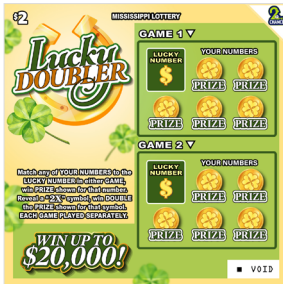 $2
MISSISSIPPI LOTTERY
2nd
CHANCE
Lucky
DOUBLER
GAME 1
LUCKY
NUMBER
$
YOUR NUMBERS
PRIZE PRIZE
PRIZE PRIZE PRIZE
GAME 2
LUCKY
NUMBER
$
YOUR NUMBERS
PRIZE PRIZE
PRIZE PRIZE PRIZE
Match any of YOUR NUMBERS to the
LUCKY NUMBER in either GAME,
win PRIZE shown for that number.
Reveal a "2X" symbol, win DOUBLE
the PRIZE shown for that symbol.
EACH GAME PLAYED SEPARATELY.
WIN UP TO
$20,000!
VOID